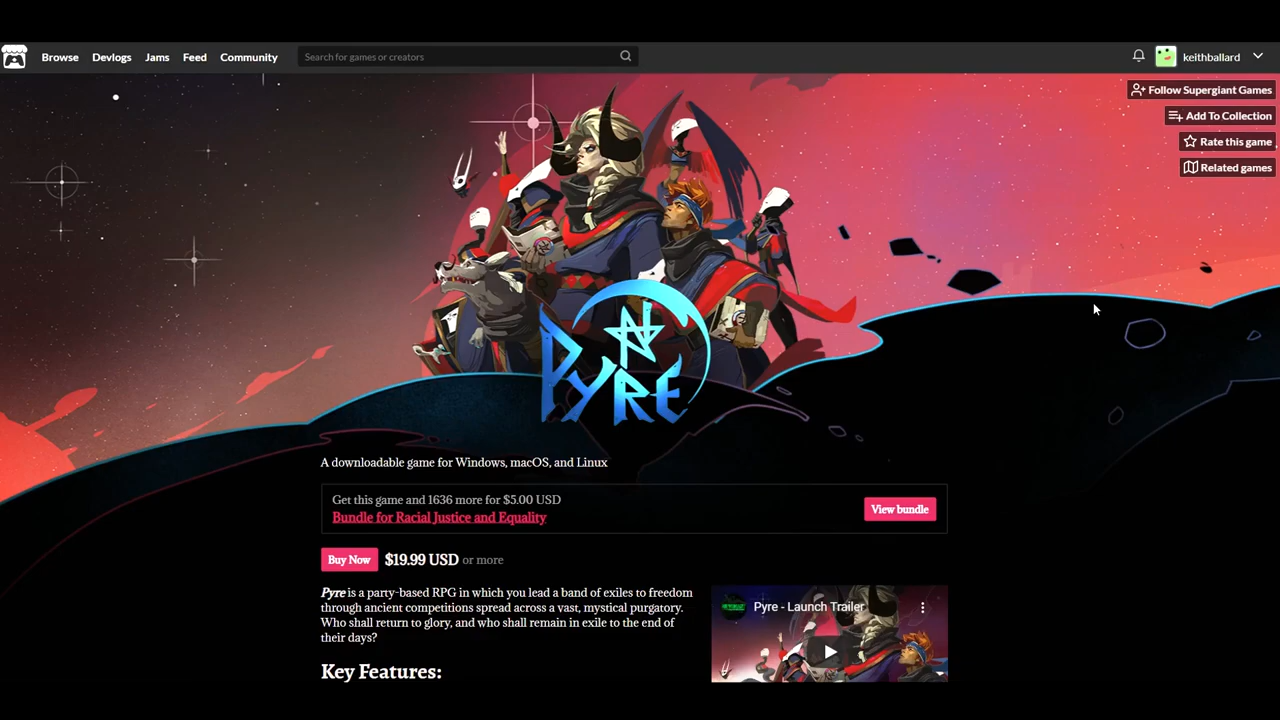 Browse Devlogs Jams Feed Community Search for games or creators keithballard
Follow Supergiant Games
Add To Collection
Rate this game
Related games
PYRE
A downloadable game for Windows, macOS, and Linux
Get this game and 1636 more for $5.00 USD
Bundle for Racial Justice and Equality
View bundle
Buy Now $19.99 USD or more
Pyre is a party-based RPG in which you lead a band of exiles to freedom
through ancient competitions spread across a vast, mystical purgatory.
Who shall return to glory, and who shall remain in exile to the end of
their days?
Pyre - Launch Trailer
Key Features: